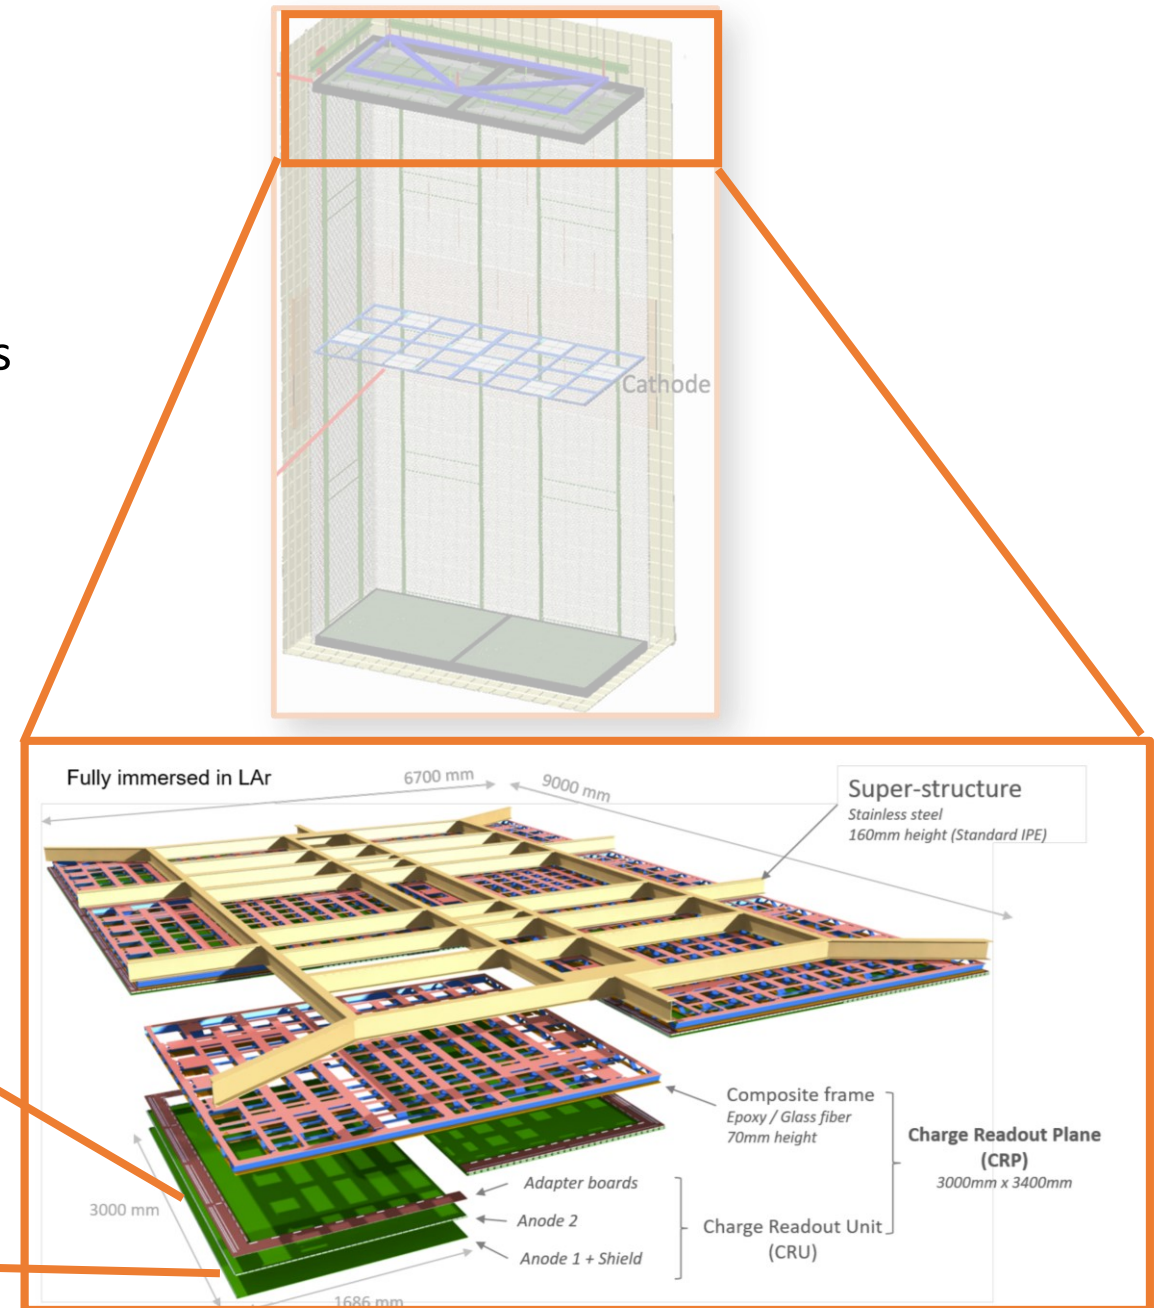 s
Cathode
Fully immersed in LAr
6700 mm
9000 mm
Super-structure
Stainless steel
160mm height (Standard IPE)
Composite frame
Epoxy / Glass fiber
70mm height
Charge Readout Plane
(CRP)
3000mm x 3400mm
Adapter boards
3000 mm
Anode 2
Charge Readout Unit
(CRU)
Anode 1 + Shield
1686 mm